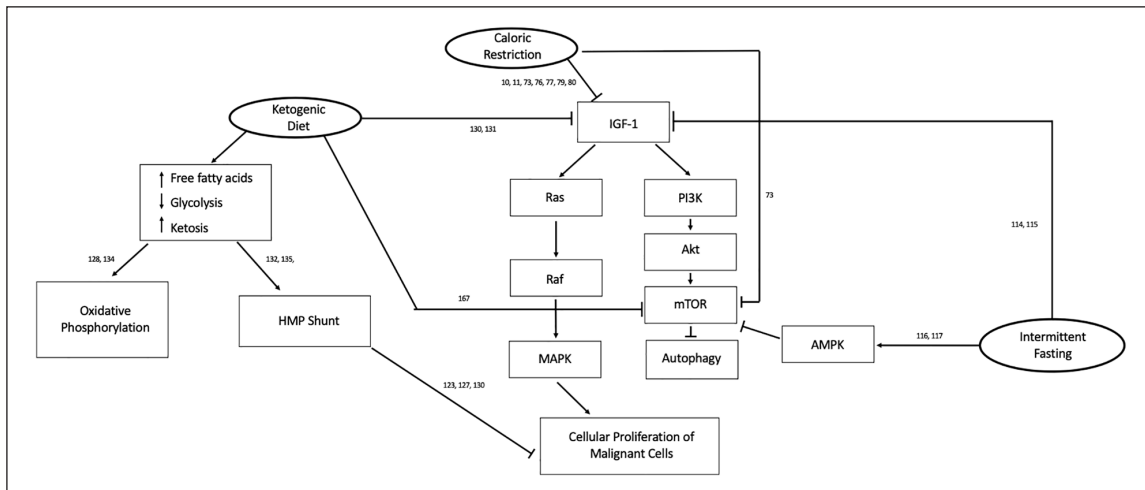 Caloric
Restriction
10, 11, 73, 76, 77, 79, 80
Ketogenic
Diet
130, 131
IGF-1
Free fatty acids
Glycolysis
Ketosis
Ras
PI3K
73
114, 115
128, 134
132, 135,
Akt
Raf
Oxidative
Phosphorylation
HMP Shunt
167
mTOR
MAPK
Autophagy
AMPK
116, 117
Intermittent
Fasting
123, 127, 130
Cellular Proliferation of
Malignant Cells